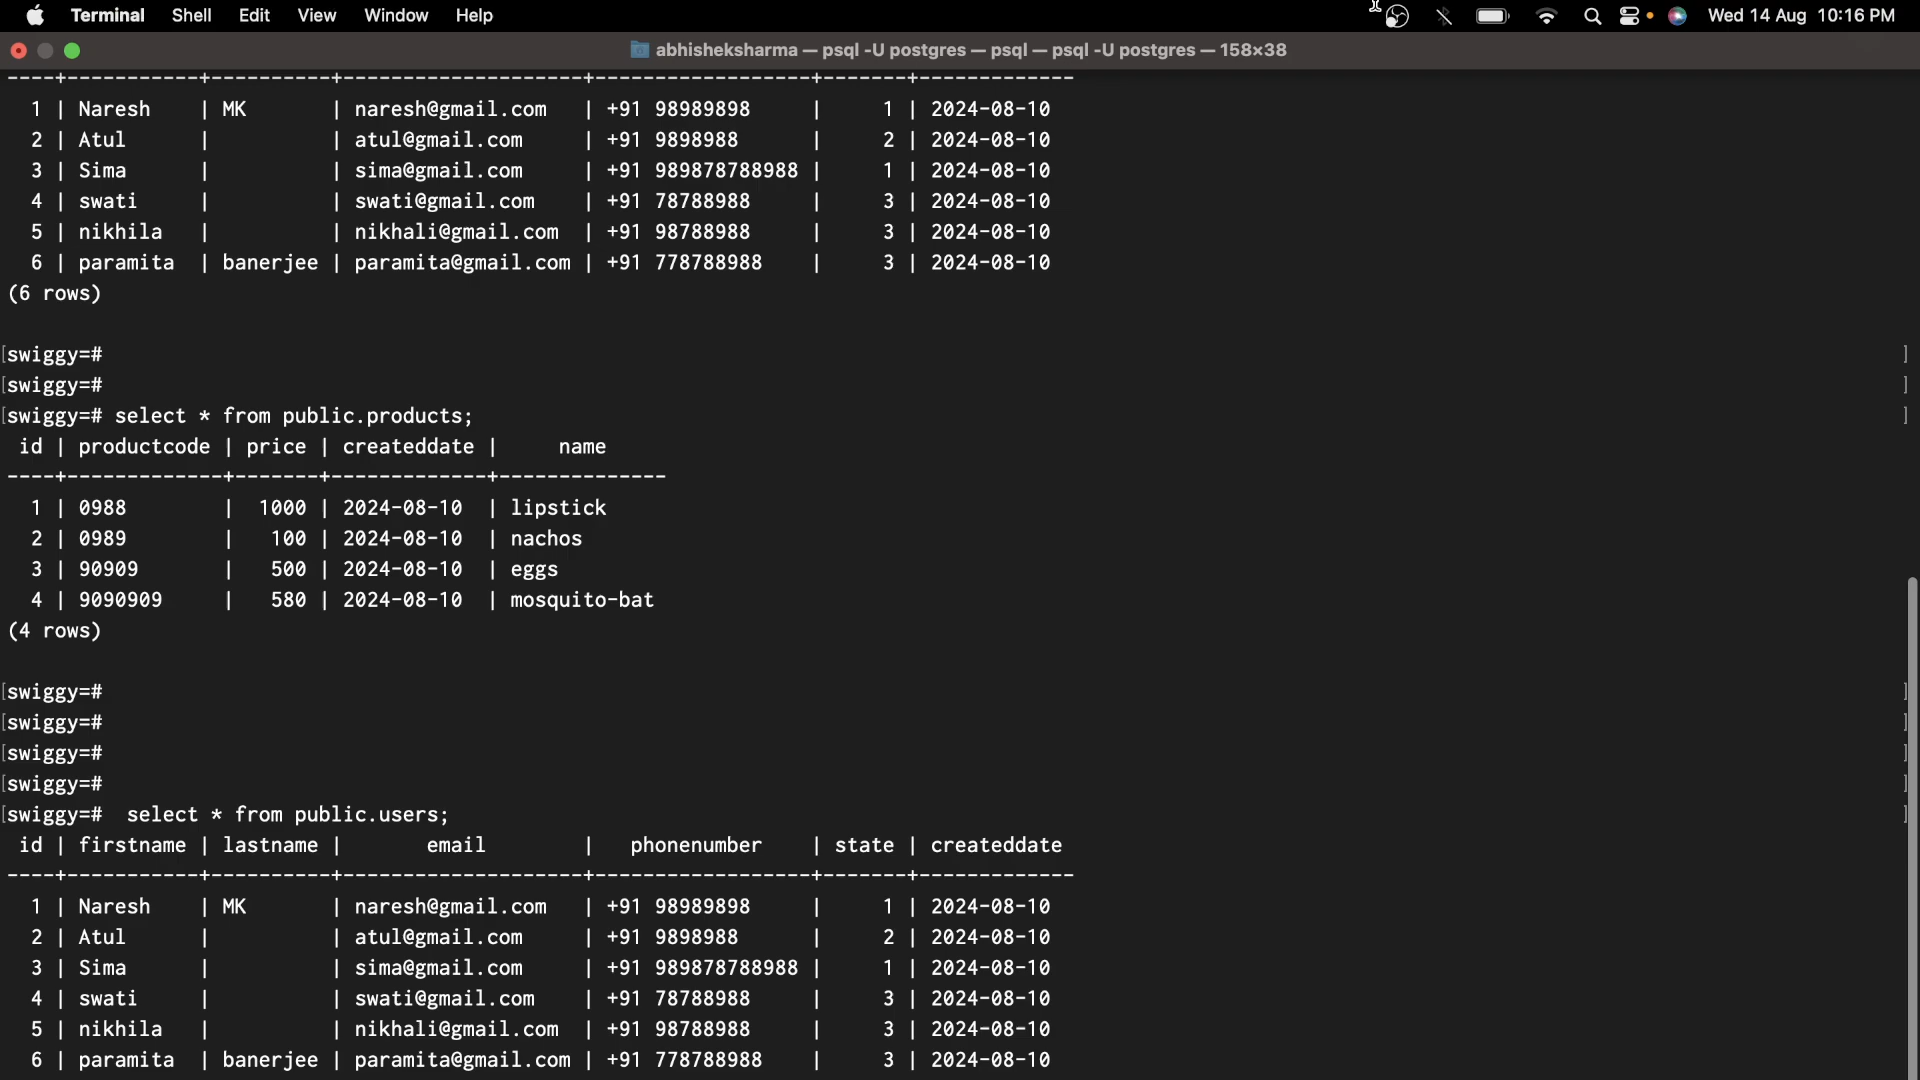 Terminal Shell Edit View Window Help Wed 14 Aug 10:16 PM
abhisheksharma — psql -U postgres — psql — psql -U postgres — 158×38
----+-----------+----------+--------------------+------------------+-------+-------------
  1 | Naresh    | MK       | naresh@gmail.com   | +91 98989898     |     1 | 2024-08-10
  2 | Atul      |          | atul@gmail.com     | +91 9898988      |     2 | 2024-08-10
  3 | Sima      |          | sima@gmail.com     | +91 989878788988 |     1 | 2024-08-10
  4 | swati     |          | swati@gmail.com    | +91 78788988     |     3 | 2024-08-10
  5 | nikhila   |          | nikhali@gmail.com  | +91 98788988     |     3 | 2024-08-10
  6 | paramita  | banerjee | paramita@gmail.com | +91 778788988    |     3 | 2024-08-10
(6 rows)
[swiggy=# ]
[swiggy=# ]
[swiggy=# select * from public.products; ]
 id | productcode | price | createddate |     name
----+-------------+-------+-------------+--------------
  1 | 0988        |  1000 | 2024-08-10  | lipstick
  2 | 0989        |   100 | 2024-08-10  | nachos
  3 | 90909       |   500 | 2024-08-10  | eggs
  4 | 9090909     |   580 | 2024-08-10  | mosquito-bat
(4 rows)
[swiggy=# ]
[swiggy=# ]
[swiggy=# ]
[swiggy=# ]
[swiggy=#  select * from public.users; ]
 id | firstname | lastname |       email        |   phonenumber    | state | createddate
----+-----------+----------+--------------------+------------------+-------+-------------
  1 | Naresh    | MK       | naresh@gmail.com   | +91 98989898     |     1 | 2024-08-10
  2 | Atul      |          | atul@gmail.com     | +91 9898988      |     2 | 2024-08-10
  3 | Sima      |          | sima@gmail.com     | +91 989878788988 |     1 | 2024-08-10
  4 | swati     |          | swati@gmail.com    | +91 78788988     |     3 | 2024-08-10
  5 | nikhila   |          | nikhali@gmail.com  | +91 98788988     |     3 | 2024-08-10
  6 | paramita  | banerjee | paramita@gmail.com | +91 778788988    |     3 | 2024-08-10